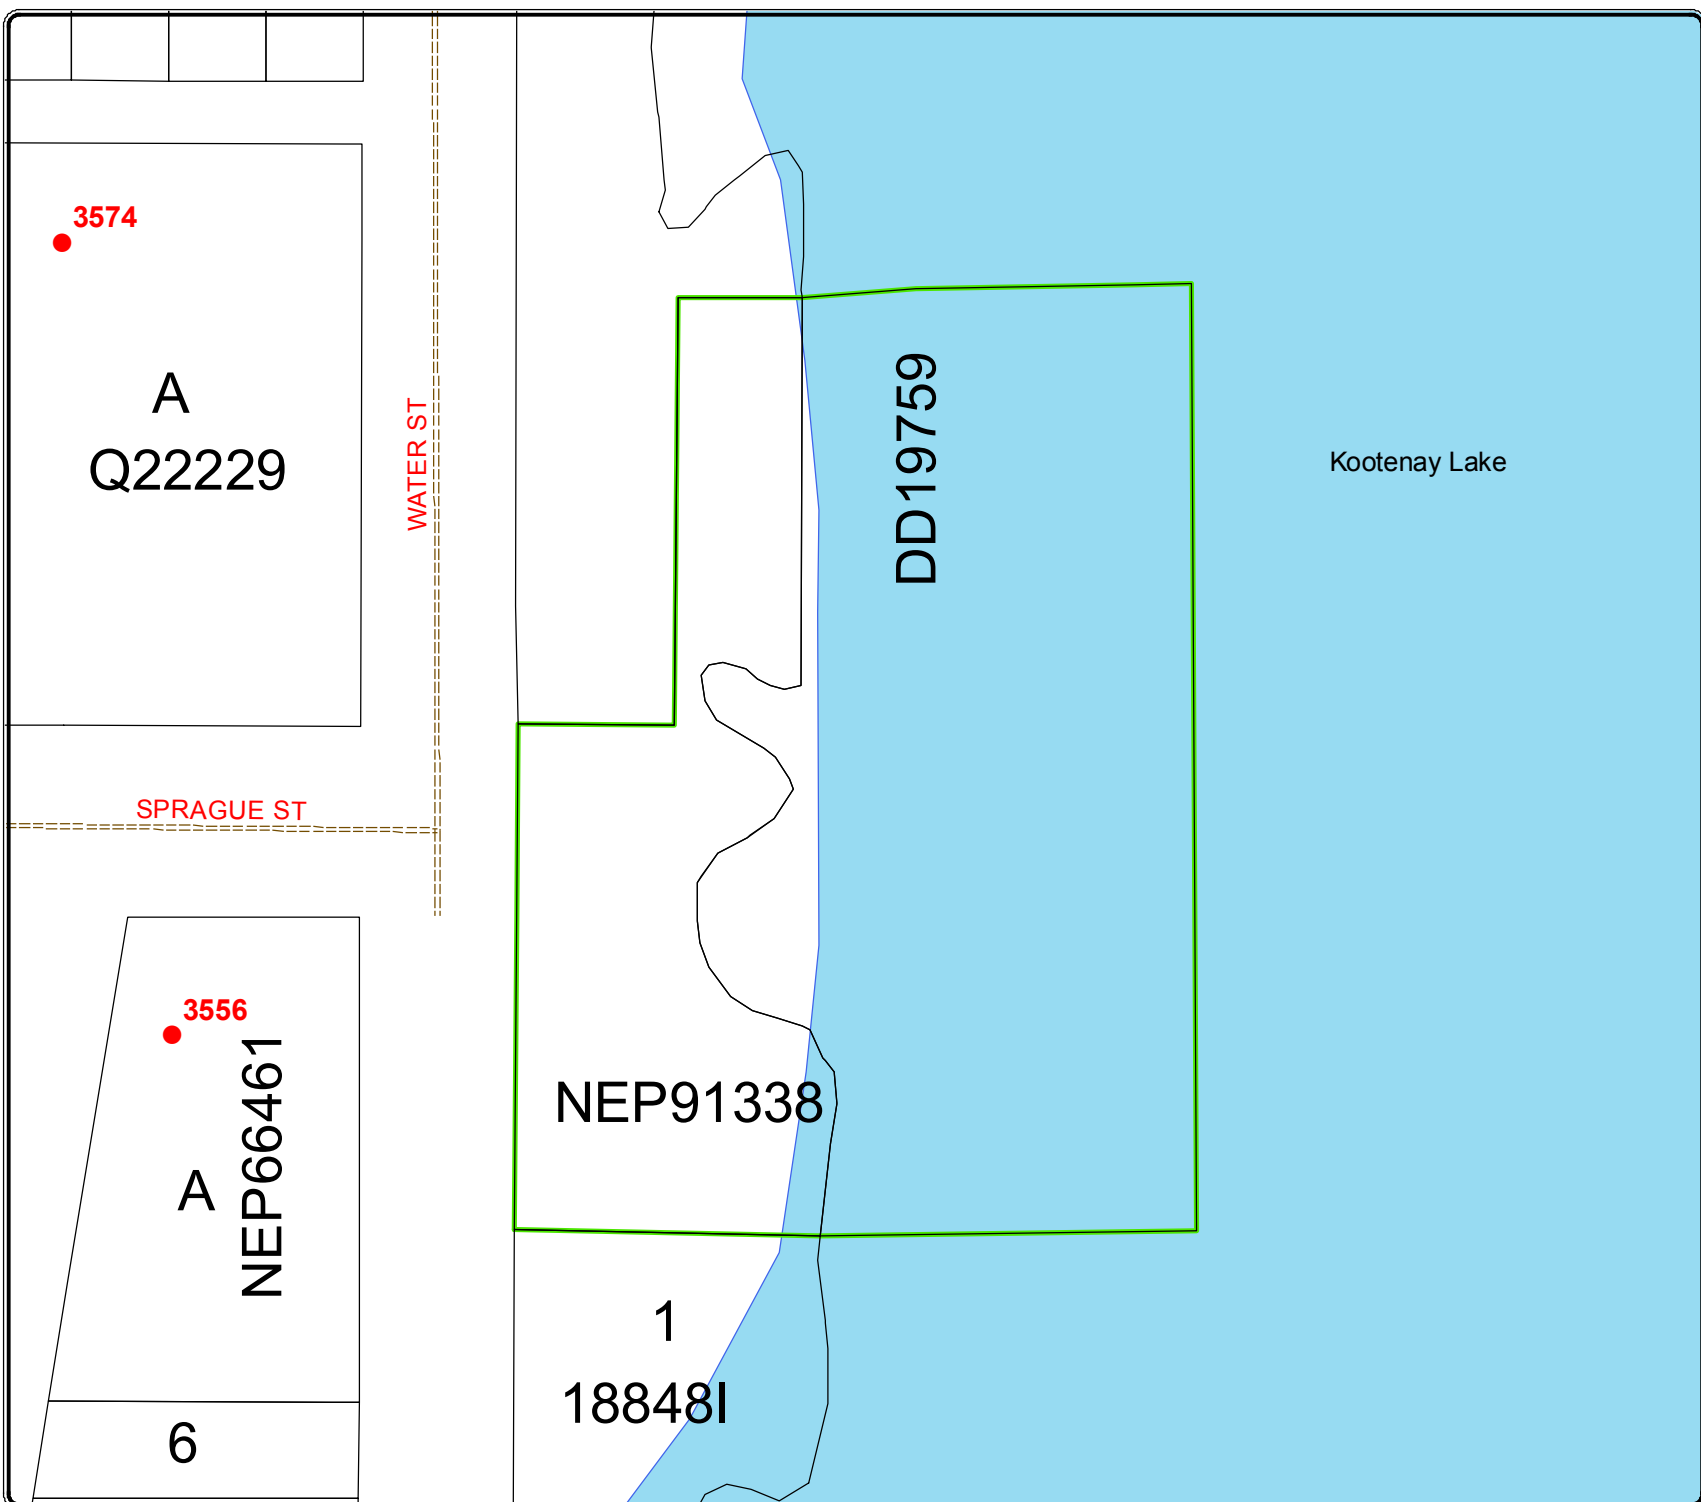 3574
A
Q22229
WATER ST
DD19759
Kootenay Lake
SPRAGUE ST
3556
NEP66461
A
NEP91338
1
18848I
6